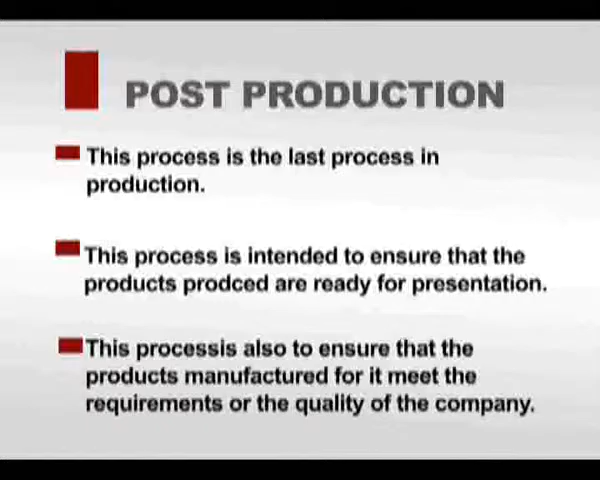 POST PRODUCTION
This process is the last process in
production.
This process is intended to ensure that the
products prodced are ready for presentation.
This processis also to ensure that the
products manufactured for it meet the
requirements or the quality of the company.